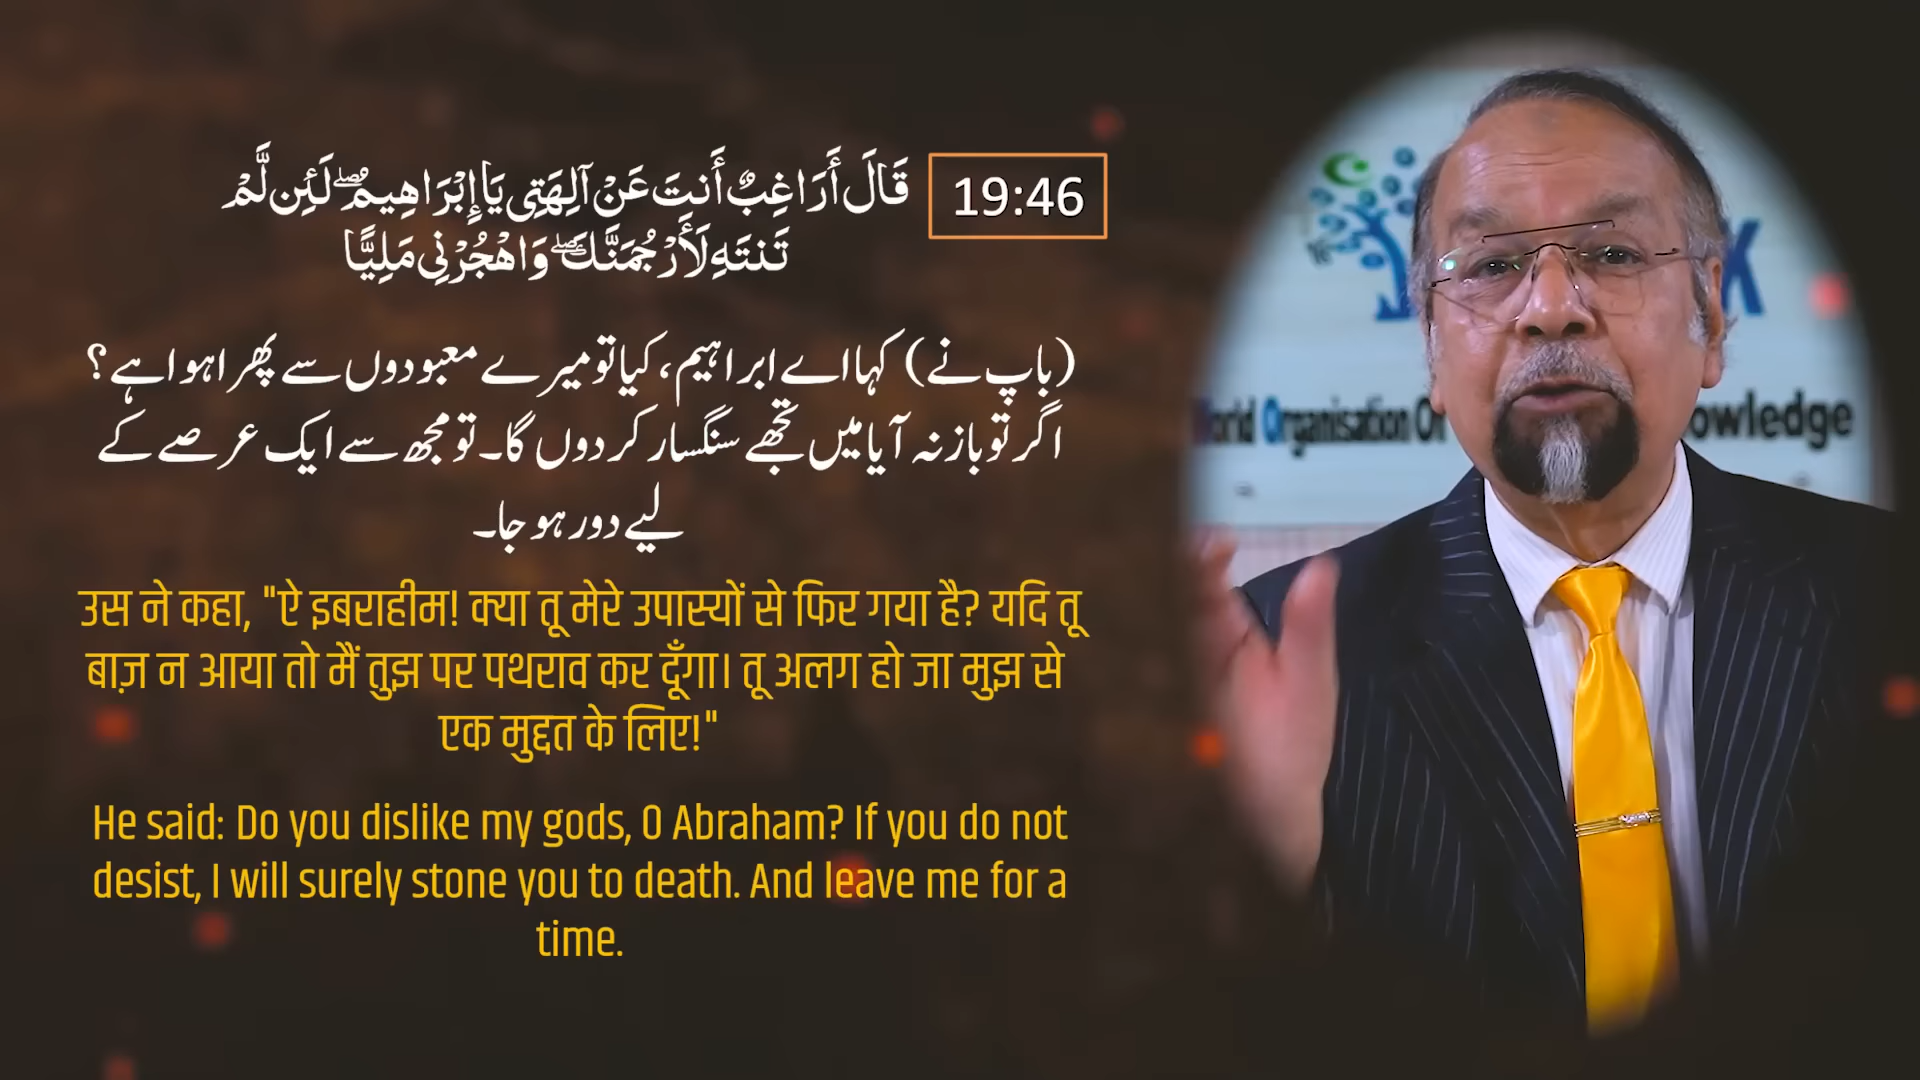 قَالَ أَرَاغِبٌ أَنتَ عَنْ آلِهَتِي يَا إِبْرَاهِيمُ ۖ لَئِن لَّمْ
تَنتَهِ لَأَرْجُمَنَّكَ ۖ وَاهْجُرْنِي مَلِيًّا
19:46
(باپ نے) کہا اے ابراہیم، کیا تو میرے معبودوں سے پھرا ہوا ہے؟
اگر تو باز نہ آیا میں تجھے سنگسار کر دوں گا۔ تو مجھ سے ایک عرصے کے
لیے دور ہو جا۔
उस ने कहा, "ऐ इबराहीम! क्या तू मेरे उपास्यों से फिर गया है? यदि तू
बाज़ न आया तो मैं तुझ पर पथराव कर दूँगा। तू अलग हो जा मुझ से
एक मुद्दत के लिए!"
He said: Do you dislike my gods, O Abraham? If you do not
desist, I will surely stone you to death. And leave me for a
time.
K
Organisation